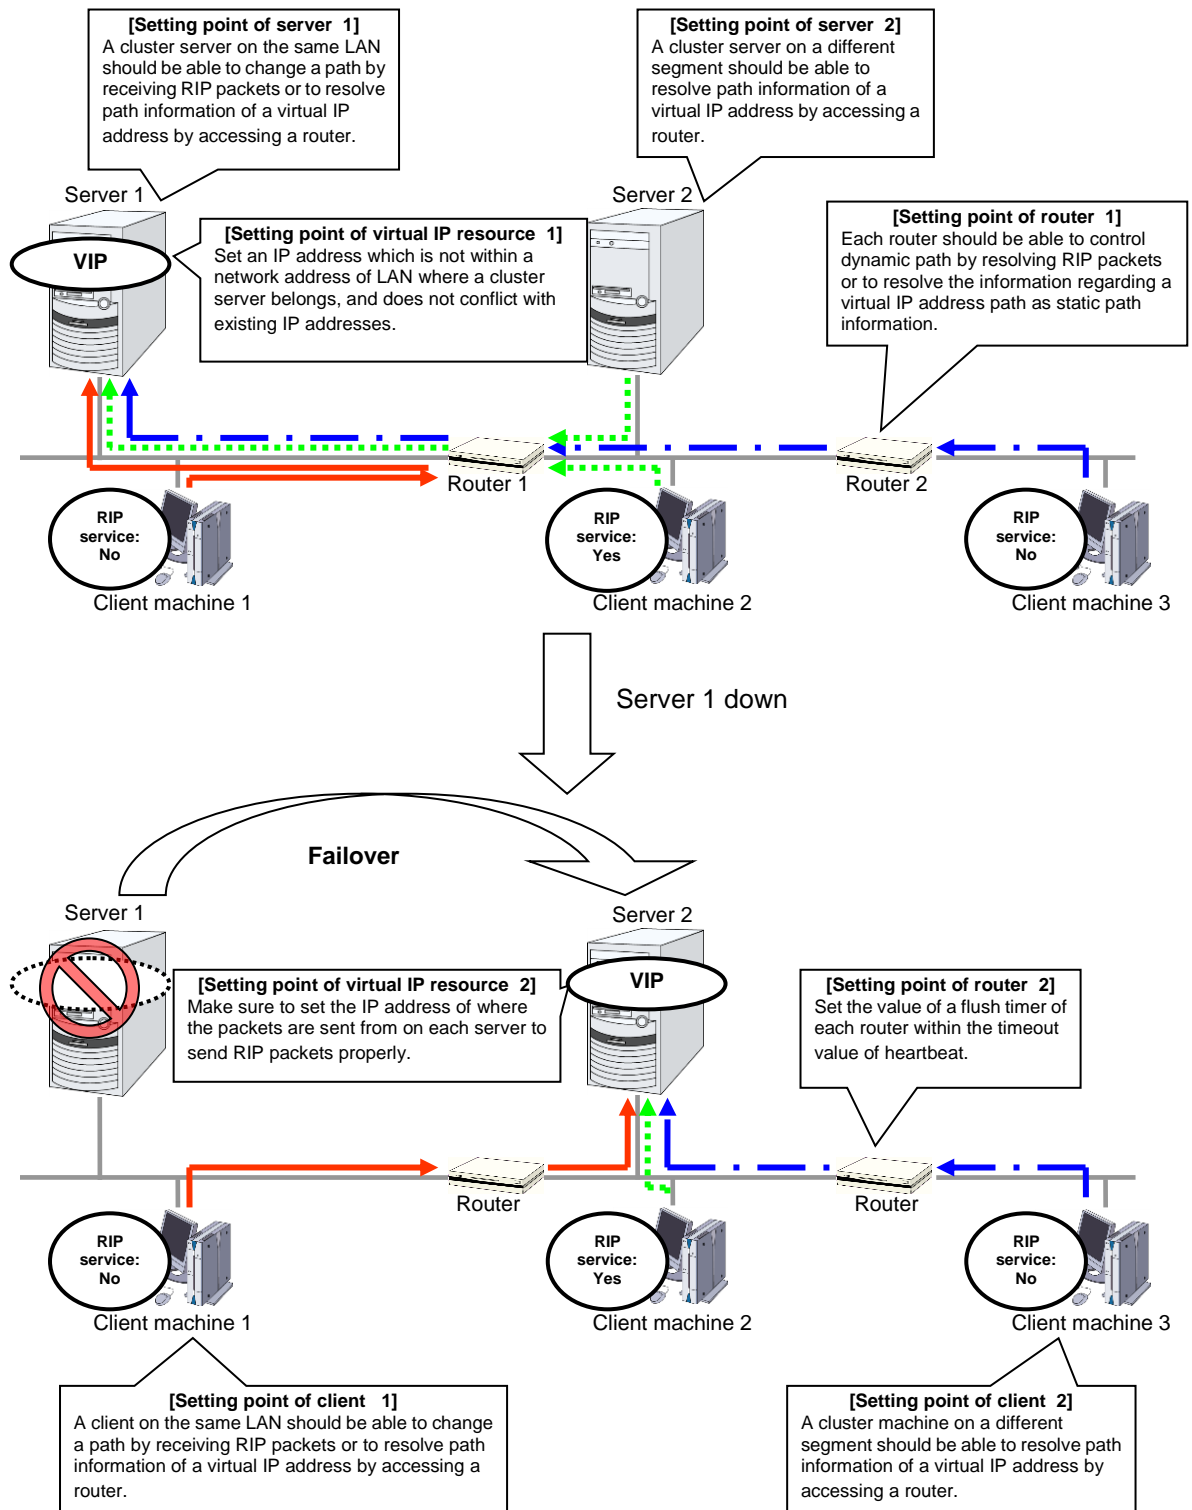 [Setting point of server 1]
A cluster server on the same LAN
should be able to change a path by
receiving RIP packets or to resolve
path information of a virtual IP
address by accessing a router.
[Setting point of server 2]
A cluster server on a different
segment should be able to
resolve path information of a
virtual IP address by accessing a
router.
Server 1
Server 2
VIP
[Setting point of virtual IP resource 1]
Set an IP address which is not within a
network address of LAN where a cluster
server belongs, and does not conflict with
existing IP addresses.
[Setting point of router 1]
Each router should be able to control
dynamic path by resolving RIP packets
or to resolve the information regarding a
virtual IP address path as static path
information.
Router 1
Router 2
RIP
service:
No
RIP
service:
Yes
RIP
service:
No
Client machine 1
Client machine 2
Client machine 3
Server 1 down
Failover
Server 1
Server 2
VIP
[Setting point of virtual IP resource 2]
Make sure to set the IP address of where
the packets are sent from on each server to
send RIP packets properly.
[Setting point of router 2]
Set the value of a flush timer of
each router within the timeout
value of heartbeat.
Router
Router
RIP
service:
No
RIP
service:
Yes
RIP
service:
No
Client machine 1
Client machine 2
Client machine 3
[Setting point of client 1]
A client on the same LAN should be able to change
a path by receiving RIP packets or to resolve path
information of a virtual IP address by accessing a
router.
[Setting point of client 2]
A cluster machine on a different
segment should be able to resolve path
information of a virtual IP address by
accessing a router.